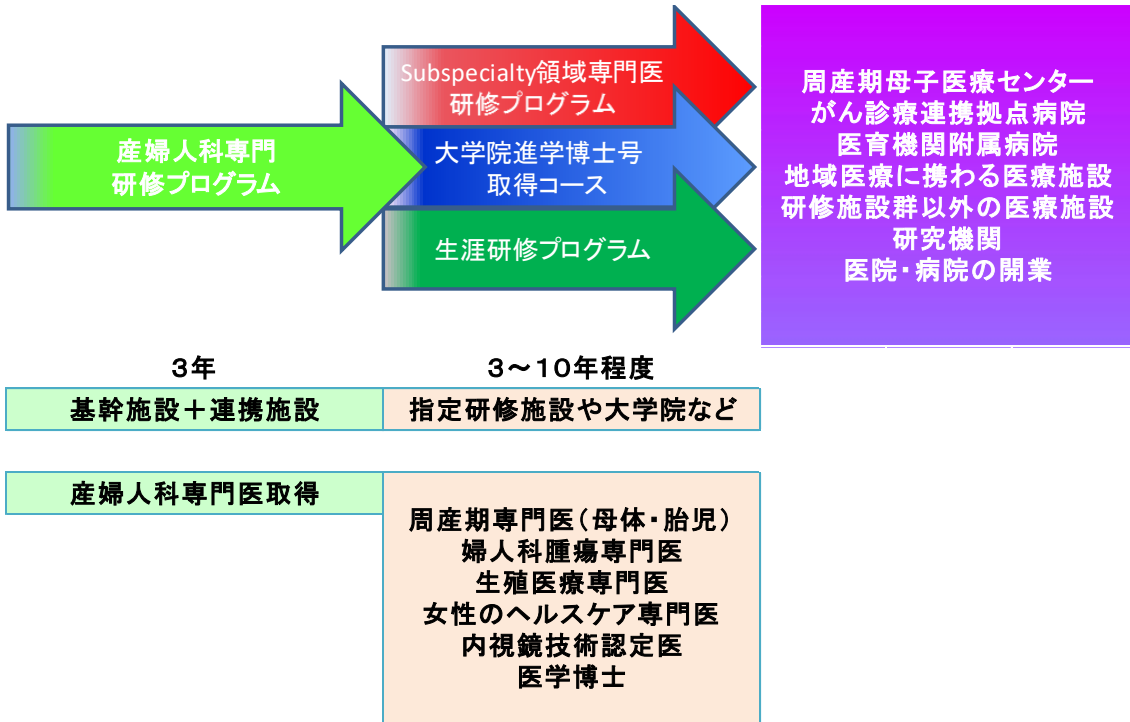 産婦人科専門
研修プログラム
Subspecialty領域専門医
研修プログラム
大学院進学博士号
取得コース
生涯研修プログラム
周産期母子医療センター
がん診療連携拠点病院
医育機関附属病院
地域医療に携わる医療施設
研修施設群以外の医療施設
研究機関
医院・病院の開業
３年
３～１０年程度
基幹施設＋連携施設
指定研修施設や大学院など
産婦人科専門医取得
周産期専門医（母体・胎児）
婦人科腫瘍専門医
生殖医療専門医
女性のヘルスケア専門医
内視鏡技術認定医
医学博士